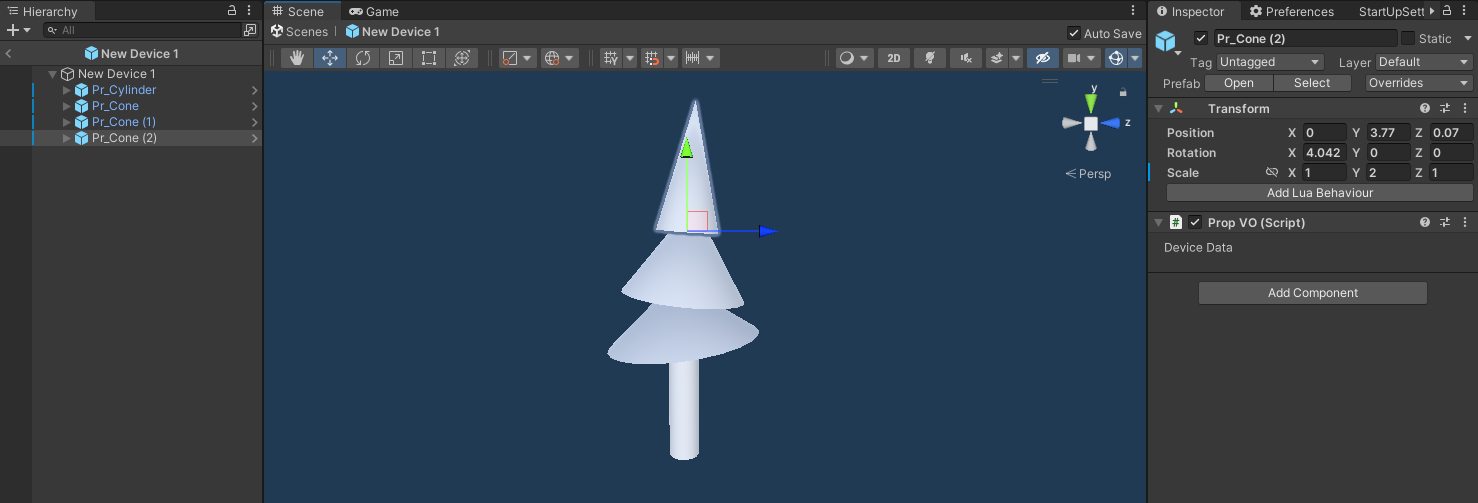 Hierarchy
All
New Device 1
New Device 1
Pr_Cylinder
Pr_Cone
Pr_Cone (1)
Pr_Cone (2)
Scene Game
Scenes New Device 1 Auto Save
2D
y
z
Persp
Inspector Preferences StartUpSett
Pr_Cone (2) Static
Tag Untagged Layer Default
Prefab Open Select Overrides
Transform
Position X 0 Y 3.77 Z 0.07
Rotation X 4.042 Y 0 Z 0
Scale X 1 Y 2 Z 1
Add Lua Behaviour
# Prop VO (Script)
Device Data
Add Component